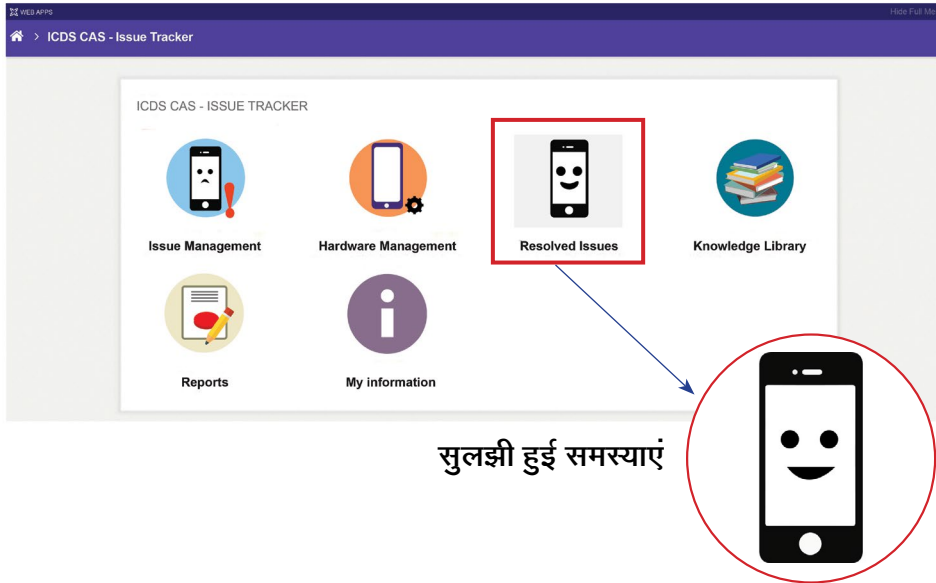 WEB APPS
Hide Full Me
> ICDS CAS - Issue Tracker
ICDS CAS - ISSUE TRACKER
Issue Management
Hardware Management
Resolved Issues
Knowledge Library
Reports
My information
सुलझी हुई समस्याएं